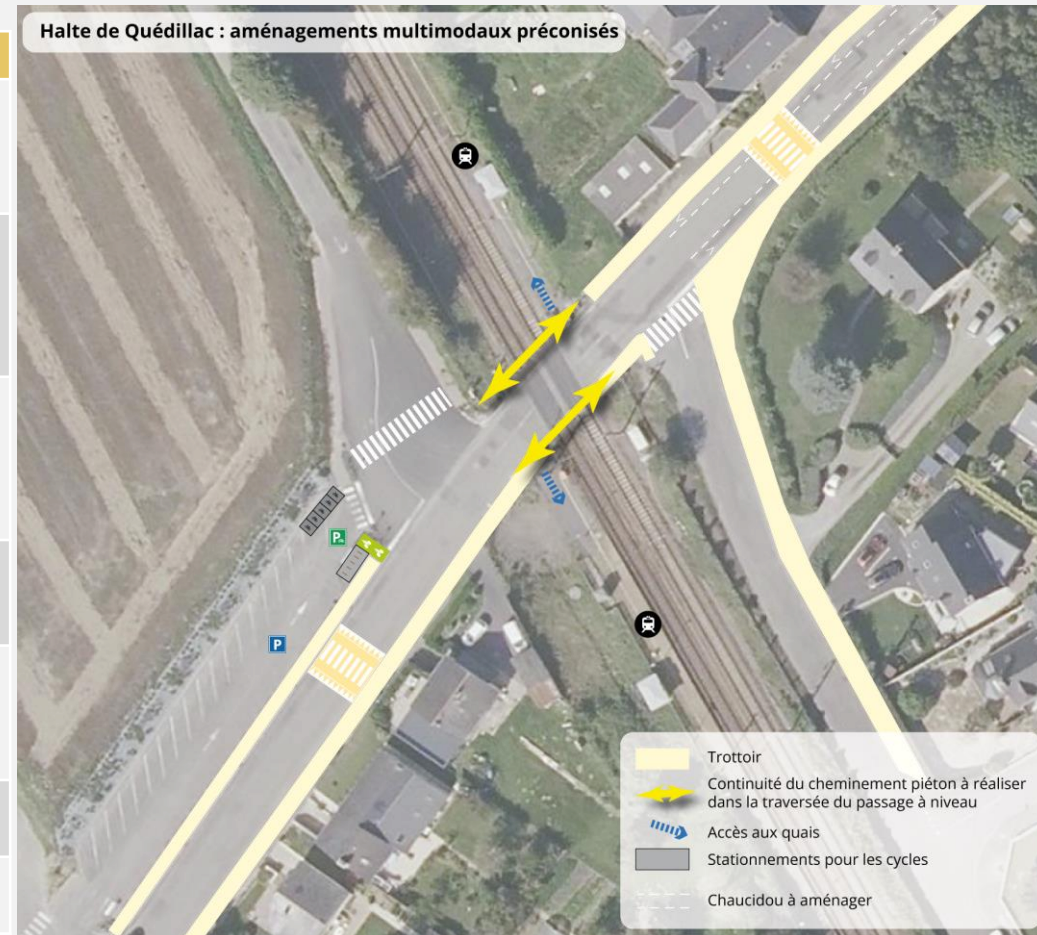 Halte de Quédillac : aménagements multimodaux préconisés
P
P
Trottoir
Continuité du cheminement piéton à réaliser
dans la traversée du passage à niveau
Accès aux quais
Stationnements pour les cycles
Chaucidou à aménager